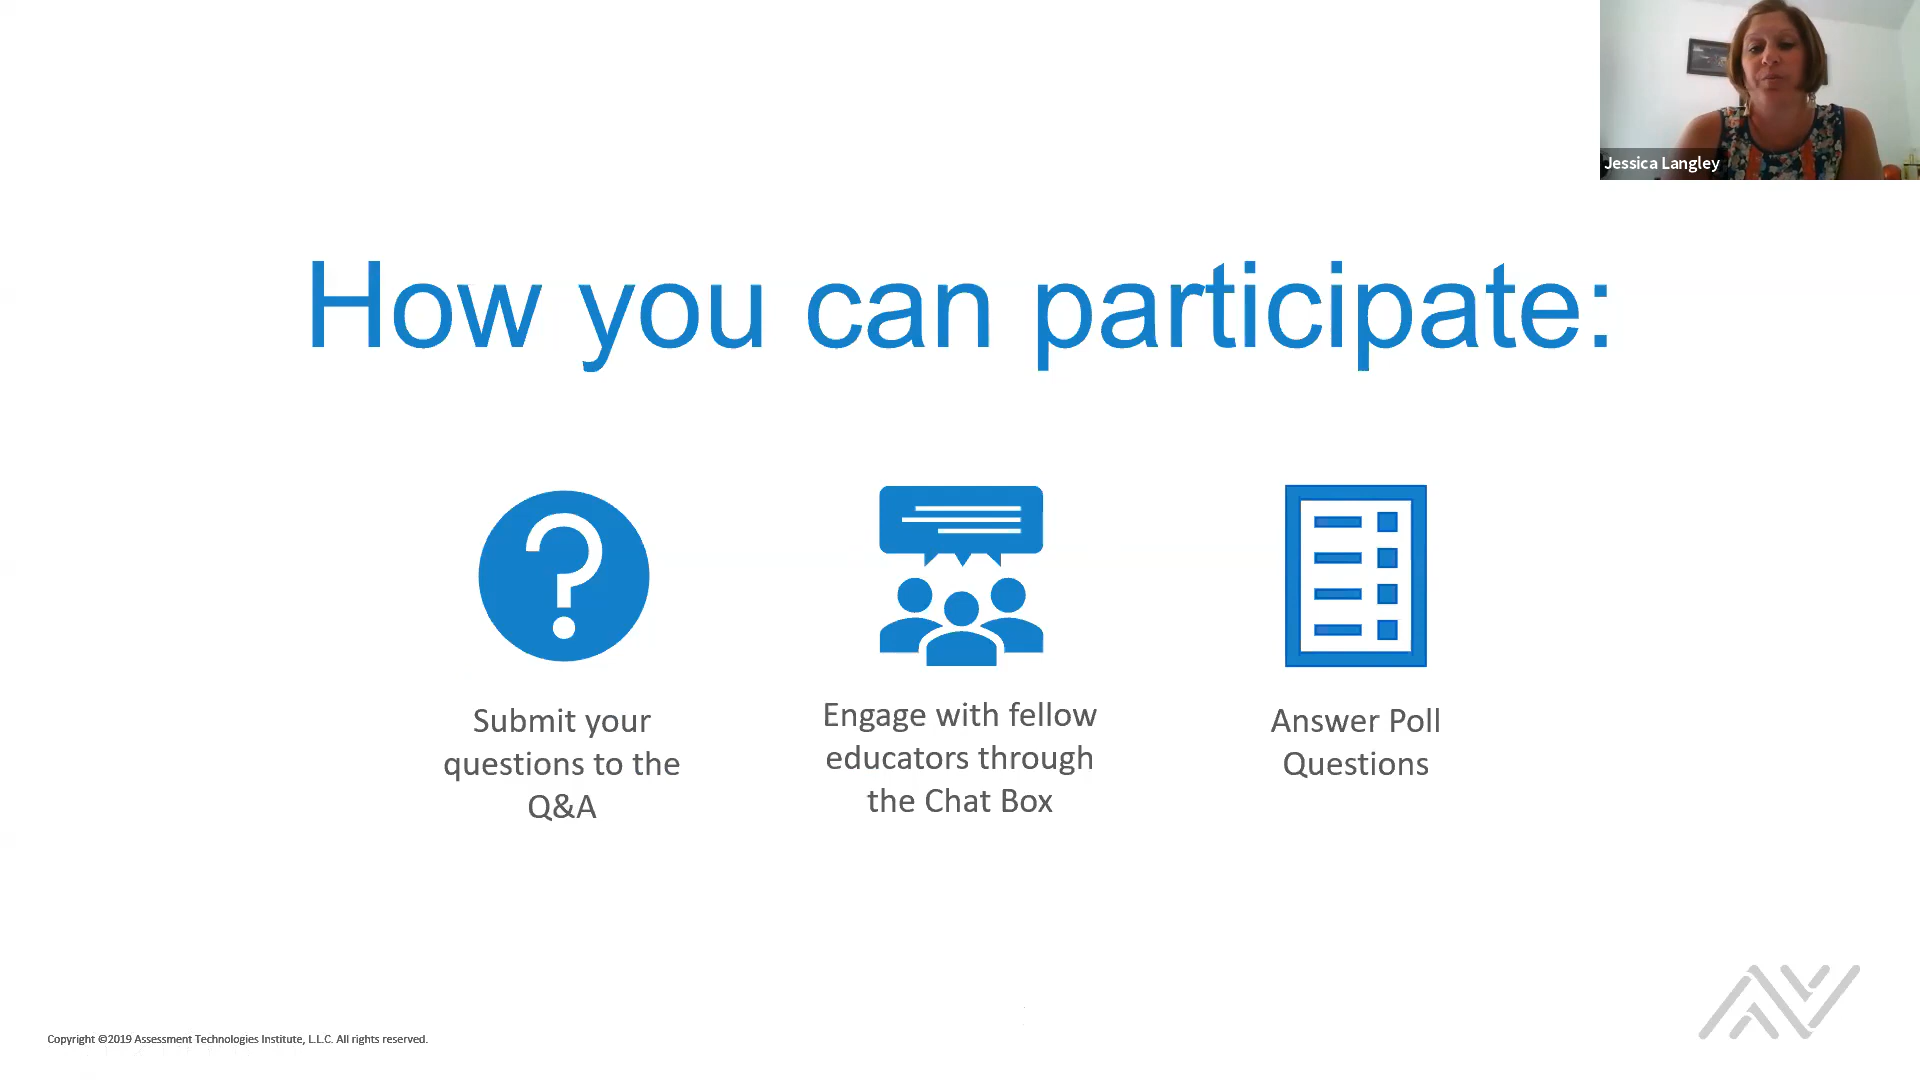 Jessica Langley
How you can participate:
Submit your
questions to the
Q&A
Engage with fellow
educators through
the Chat Box
Answer Poll
Questions
Copyright ©2019 Assessment Technologies Institute, L.L.C. All rights reserved.